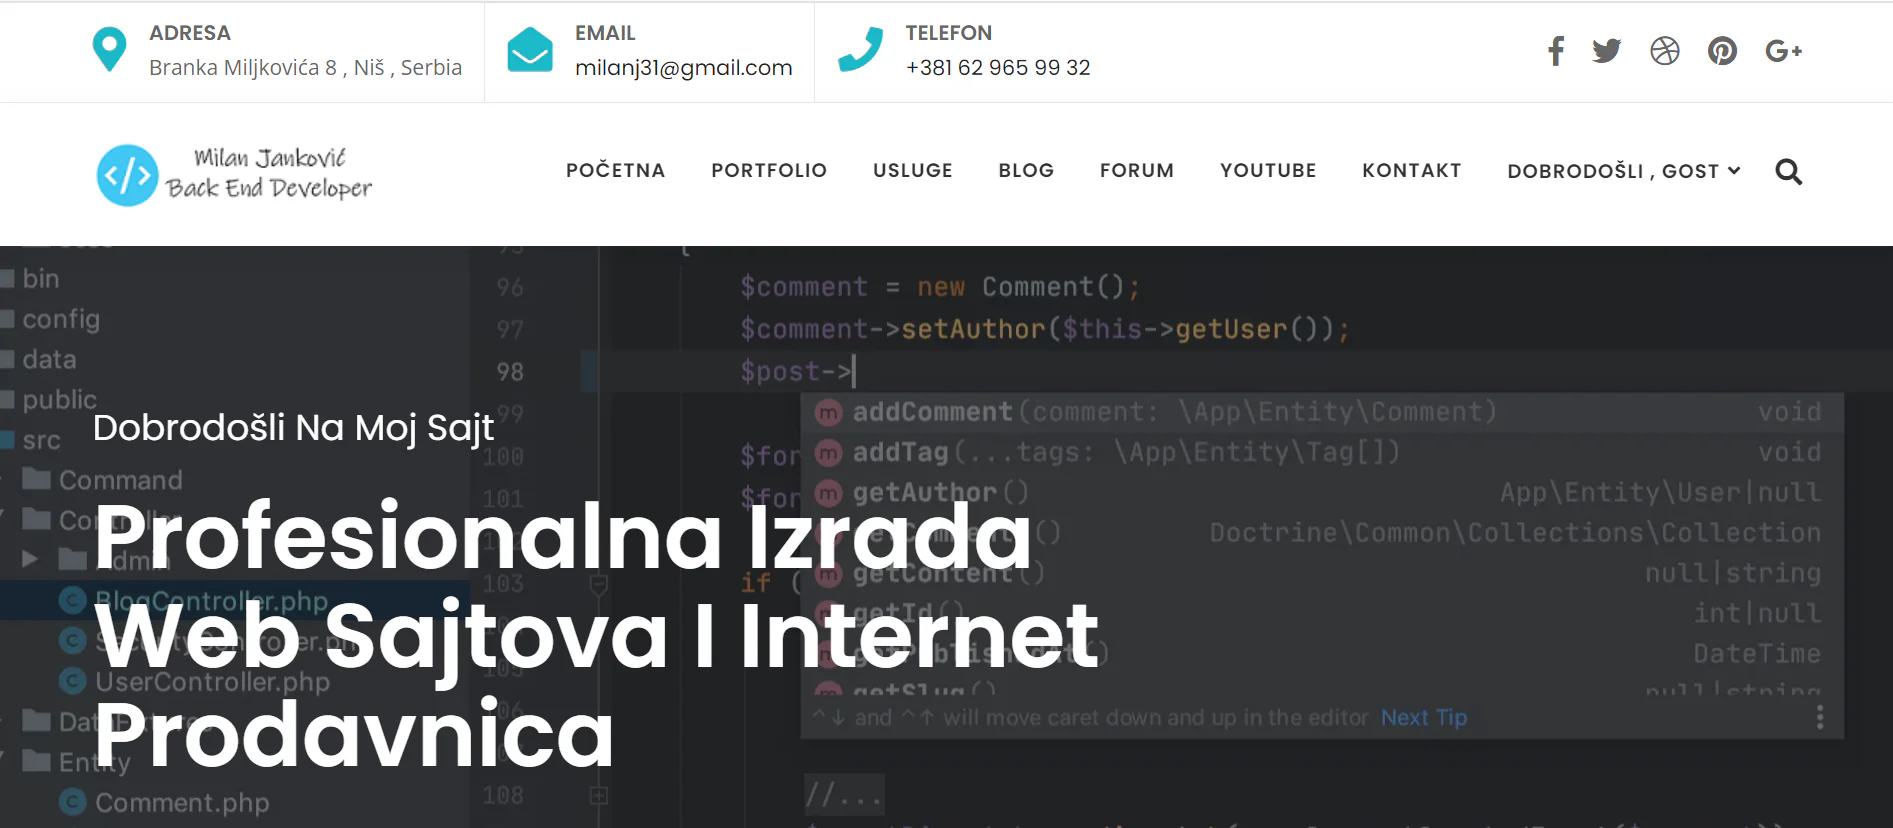 ADRESA
Branka Miljkovića 8 , Niš , Serbia
EMAIL
milanj31@gmail.com
TELEFON
+381 62 965 99 32
G+
</>
Milan Janković
Back End Developer
POČETNA PORTFOLIO USLUGE BLOG FORUM YOUTUBE KONTAKT DOBRODOŠLI , GOST
Dobrodošli Na Moj Sajt
Profesionalna Izrada
Web Sajtova I Internet
Prodavnica
bin
config
data
public
src
Command
Controller
Admin
BlogController.php
SecurityController.php
UserController.php
Entity
Comment.php
96 $comment = new Comment();
97 $comment->setAuthor($this->getUser());
98 $post->
99
100 $for
101 $for
103 if (
106
108 //...
m addComment(comment: \App\Entity\Comment) void
m addTag(...tags: \App\Entity\Tag[]) void
m getAuthor() App\Entity\User|null
m getComments() Doctrine\Common\Collections\Collection
m getContent() null|string
m getId() int|null
m getPublishedAt() DateTime
m getSlug() null|string
^↓ and ^↑ will move caret down and up in the editor Next Tip